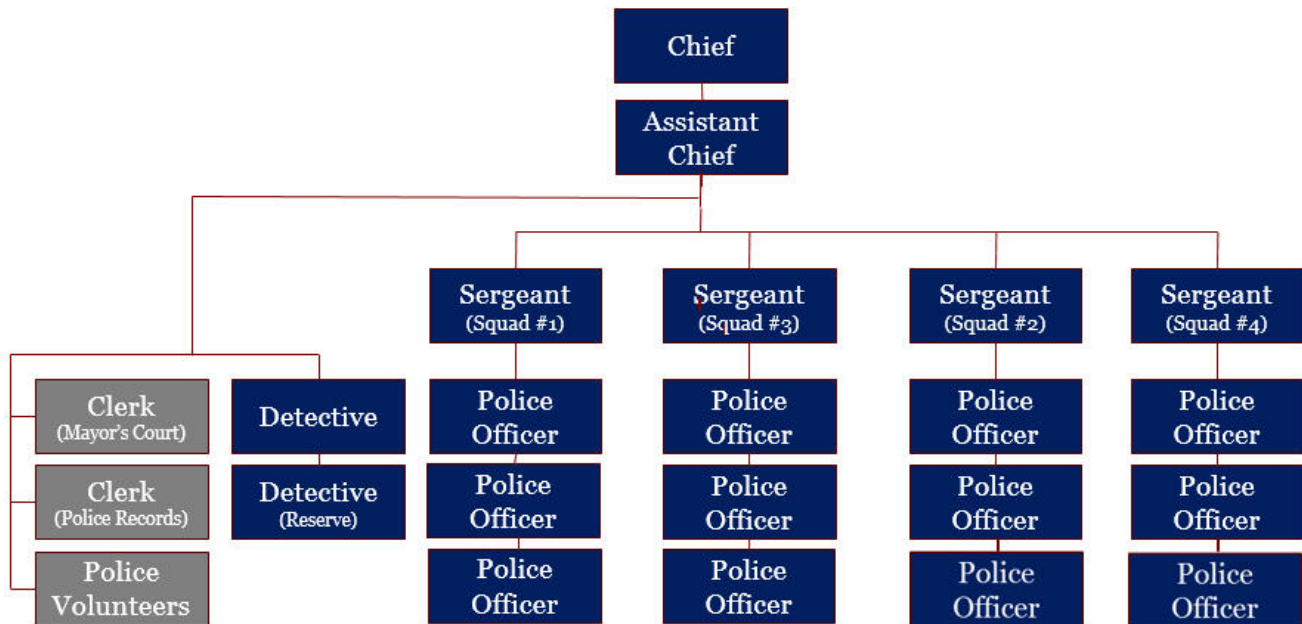 Chief
Assistant
Chief
Sergeant
(Squad #1)
Sergeant
(Squad #3)
Sergeant
(Squad #2)
Sergeant
(Squad #4)
Clerk
(Mayor's Court)
Detective
Police
Officer
Police
Officer
Police
Officer
Police
Officer
Clerk
(Police Records)
Detective
(Reserve)
Police
Officer
Police
Officer
Police
Officer
Police
Officer
Police
Volunteers
Police
Officer
Police
Officer
Police
Officer
Police
Officer